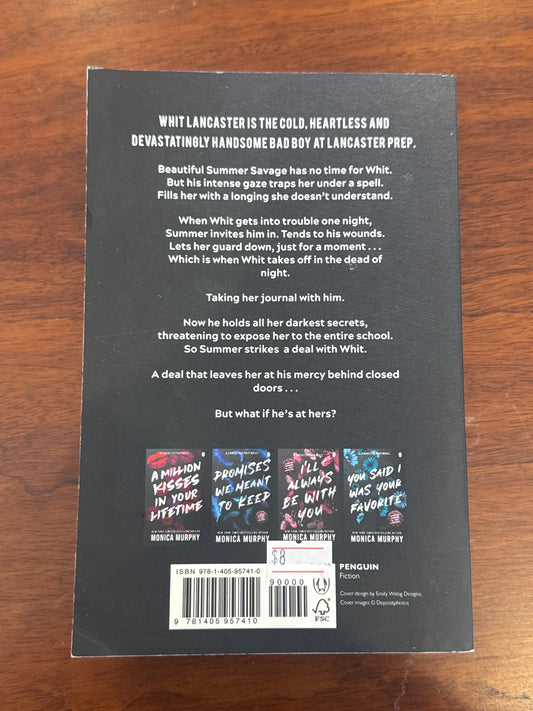 WHIT LANCASTER IS THE COLD, HEARTLESS AND
DEVASTATINGLY HANDSOME BAD BOY AT LANCASTER PREP.
Beautiful Summer Savage has no time for Whit.
But his intense gaze traps her under a spell.
Fills her with a longing she doesn't understand.
When Whit gets into trouble one night,
Summer invites him in. Tends to his wounds.
Lets her guard down, just for a moment . . .
Which is when Whit takes off in the dead of
night.
Taking her journal with him.
Now he holds all her darkest secrets,
threatening to expose her to the entire school.
So Summer strikes a deal with Whit.
A deal that leaves her at his mercy behind closed
doors . . .
But what if he's at hers?
A MILLION
KISSES
IN YOUR
LIFETIME
MONICA MURPHY
PROMISES
WE MEANT
TO KEEP
MONICA MURPHY
I'LL
ALWAYS
BE WITH
YOU
MONICA MURPHY
YOU SAID I
WAS YOUR
FAVORITE
MONICA MURPHY
$8
ISBN 978-1-405-95741-0
90000
9 781405 957410
FSC
PENGUIN
Fiction
Cover design by Emily Wittig Designs,
Cover images © Depositphotos